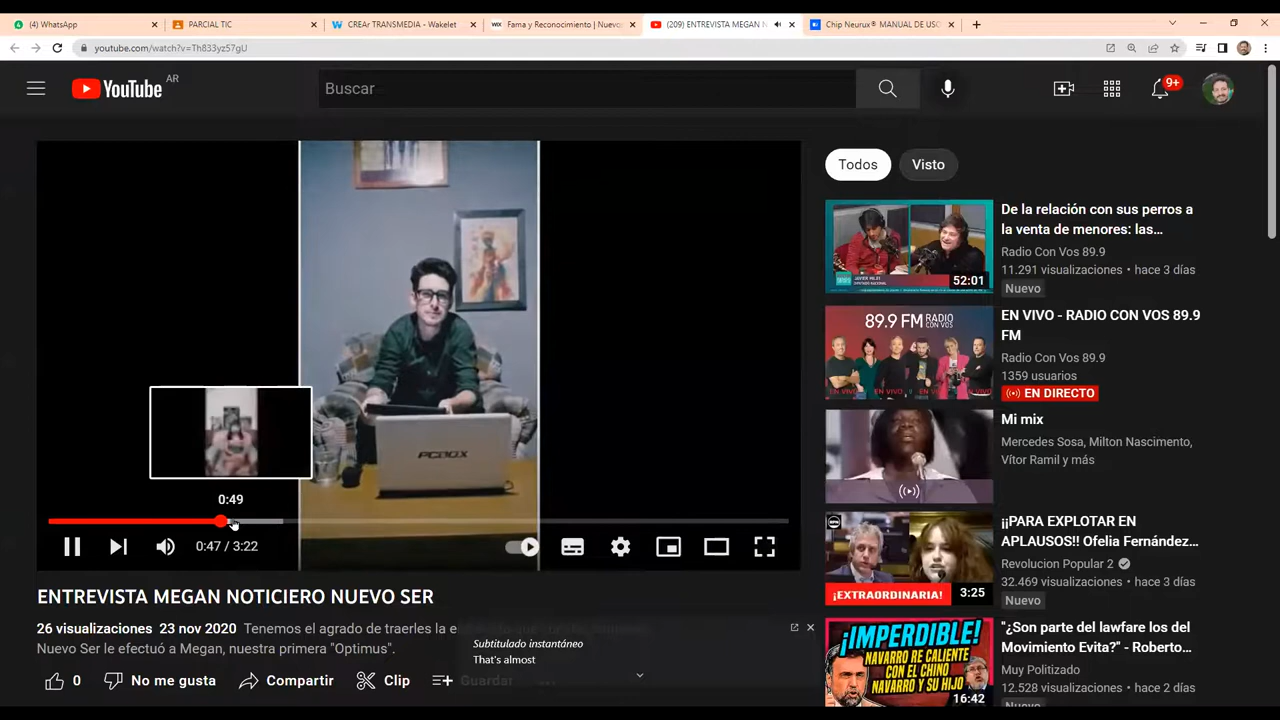 (4) WhatsApp
PARCIAL TIC
CREAr TRANSMEDIA - Wakelet
WIX Fama y Reconocimiento | Nuevo
(209) ENTREVISTA MEGAN N
Chip Neurux® MANUAL DE USO
youtube.com/watch?v=Th833yz57gU
YouTube AR
Buscar
9+
Todos
Visto
De la relación con sus perros a
la venta de menores: las...
Radio Con Vos 89.9
11.291 visualizaciones • hace 3 días
Nuevo
52:01
89.9 FM RADIO CON VOS
EN VIVO - RADIO CON VOS 89.9
FM
Radio Con Vos 89.9
1359 usuarios
EN DIRECTO
Mi mix
Mercedes Sosa, Milton Nascimento,
Vítor Ramil y más
PCBOX
0:49
0:47 / 3:22
¡¡PARA EXPLOTAR EN
APLAUSOS!! Ofelia Fernández...
Revolucion Popular 2
32.469 visualizaciones • hace 3 días
Nuevo
¡EXTRAORDINARIA!
3:25
ENTREVISTA MEGAN NOTICIERO NUEVO SER
26 visualizaciones 23 nov 2020 Tenemos el agrado de traerles la e
Nuevo Ser le efectuó a Megan, nuestra primera "Optimus".
Subtitulado instantáneo
That's almost
0
No me gusta
Compartir
Clip
Guardar
...
¡IMPERDIBLE!
NAVARRO RE CALIENTE
CON EL CHINO
NAVARRO Y SU HIJO
16:42
"¿Son parte del lawfare los del
Movimiento Evita?" - Roberto...
Muy Politizado
12.528 visualizaciones • hace 2 días
Nuevo